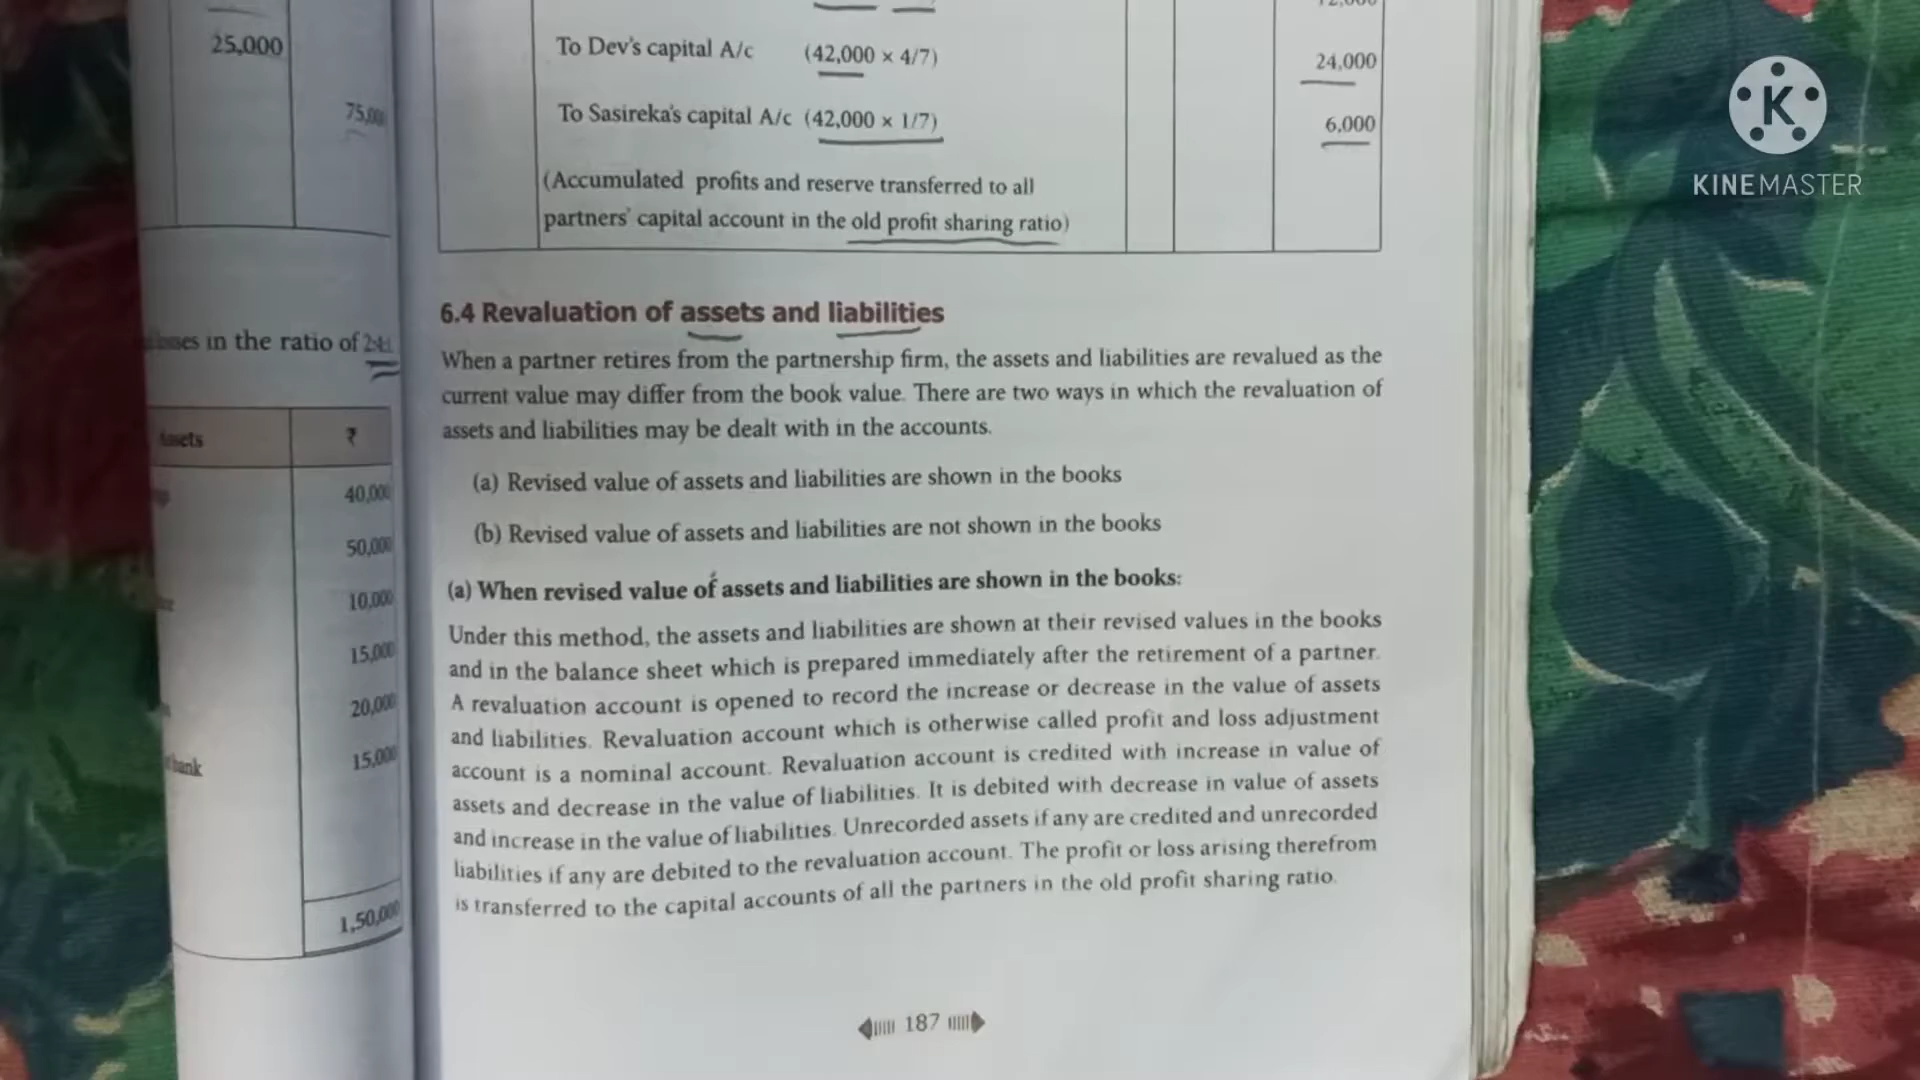 25,000
75,000
losses in the ratio of 2:4:1
Assets ₹
40,000
50,000
10,000
15,000
20,000
bank 15,000
1,50,000
To Dev's capital A/c (42,000 × 4/7) 24,000
To Sasireka's capital A/c (42,000 × 1/7) 6,000
(Accumulated profits and reserve transferred to all
partners' capital account in the old profit sharing ratio)
6.4 Revaluation of assets and liabilities
When a partner retires from the partnership firm, the assets and liabilities are revalued as the
current value may differ from the book value. There are two ways in which the revaluation of
assets and liabilities may be dealt with in the accounts.
(a) Revised value of assets and liabilities are shown in the books
(b) Revised value of assets and liabilities are not shown in the books
(a) When revised value of assets and liabilities are shown in the books:
Under this method, the assets and liabilities are shown at their revised values in the books
and in the balance sheet which is prepared immediately after the retirement of a partner.
A revaluation account is opened to record the increase or decrease in the value of assets
and liabilities. Revaluation account which is otherwise called profit and loss adjustment
account is a nominal account. Revaluation account is credited with increase in value of
assets and decrease in the value of liabilities. It is debited with decrease in value of assets
and increase in the value of liabilities. Unrecorded assets if any are credited and unrecorded
liabilities if any are debited to the revaluation account. The profit or loss arising therefrom
is transferred to the capital accounts of all the partners in the old profit sharing ratio.
187
K
KINEMASTER